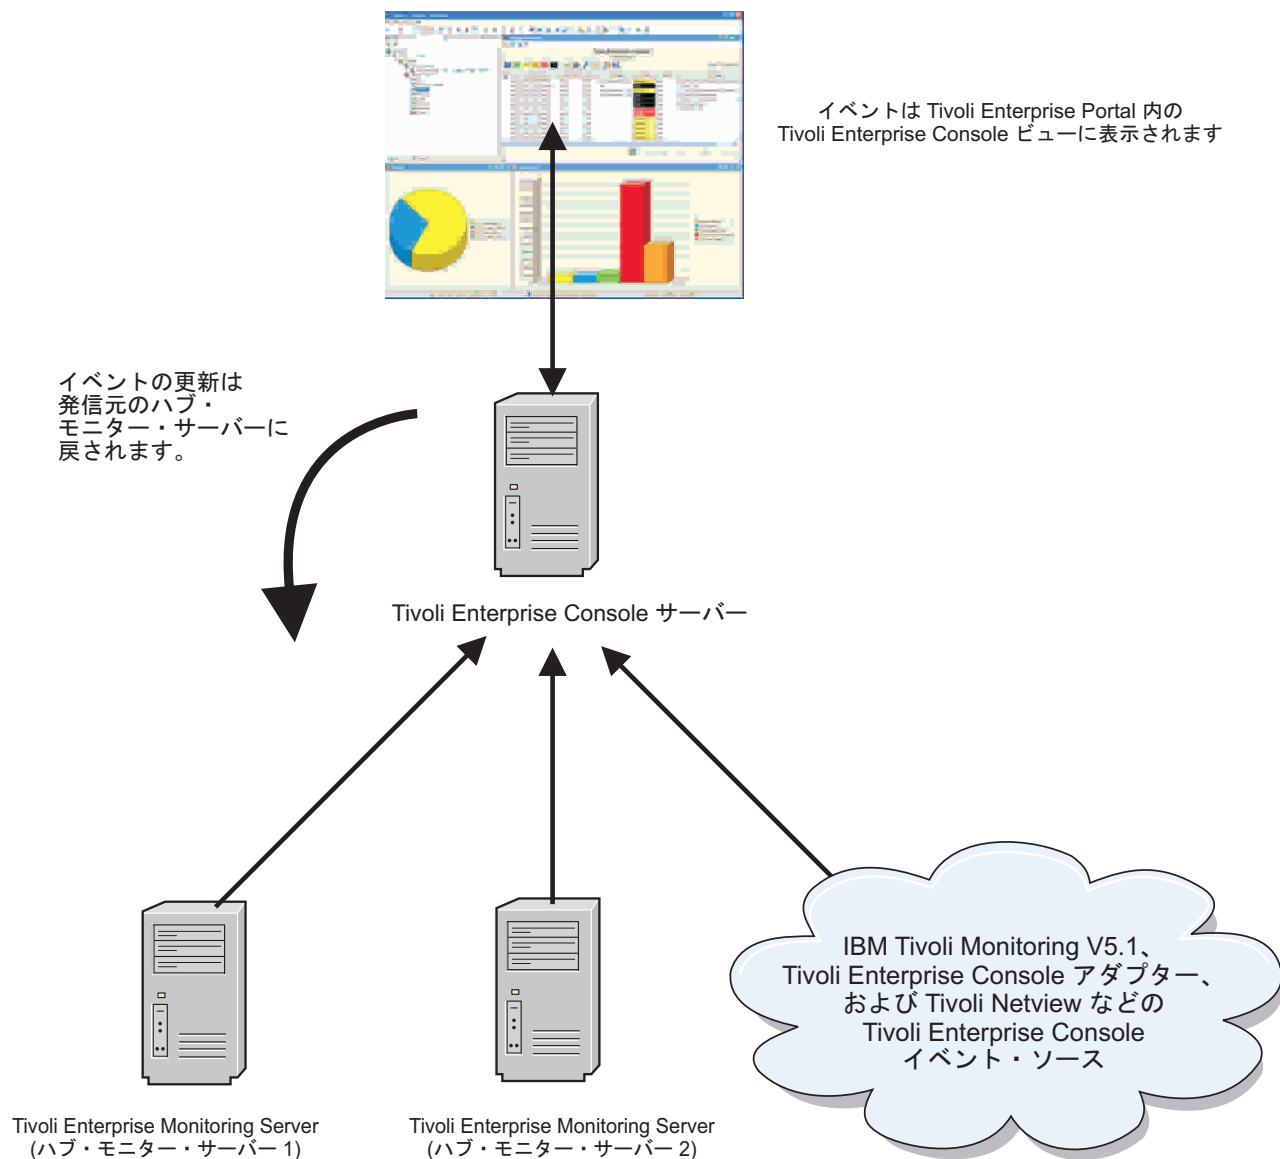 イベントは Tivoli Enterprise Portal 内の
Tivoli Enterprise Console ビューに表示されます
イベントの更新は
発信元のハブ・
モニター・サーバーに
戻されます。
Tivoli Enterprise Console サーバー
IBM Tivoli Monitoring V5.1、
Tivoli Enterprise Console アダプター、
および Tivoli Netview などの
Tivoli Enterprise Console
イベント・ソース
Tivoli Enterprise Monitoring Server
(ハブ・モニター・サーバー 1)
Tivoli Enterprise Monitoring Server
(ハブ・モニター・サーバー 2)